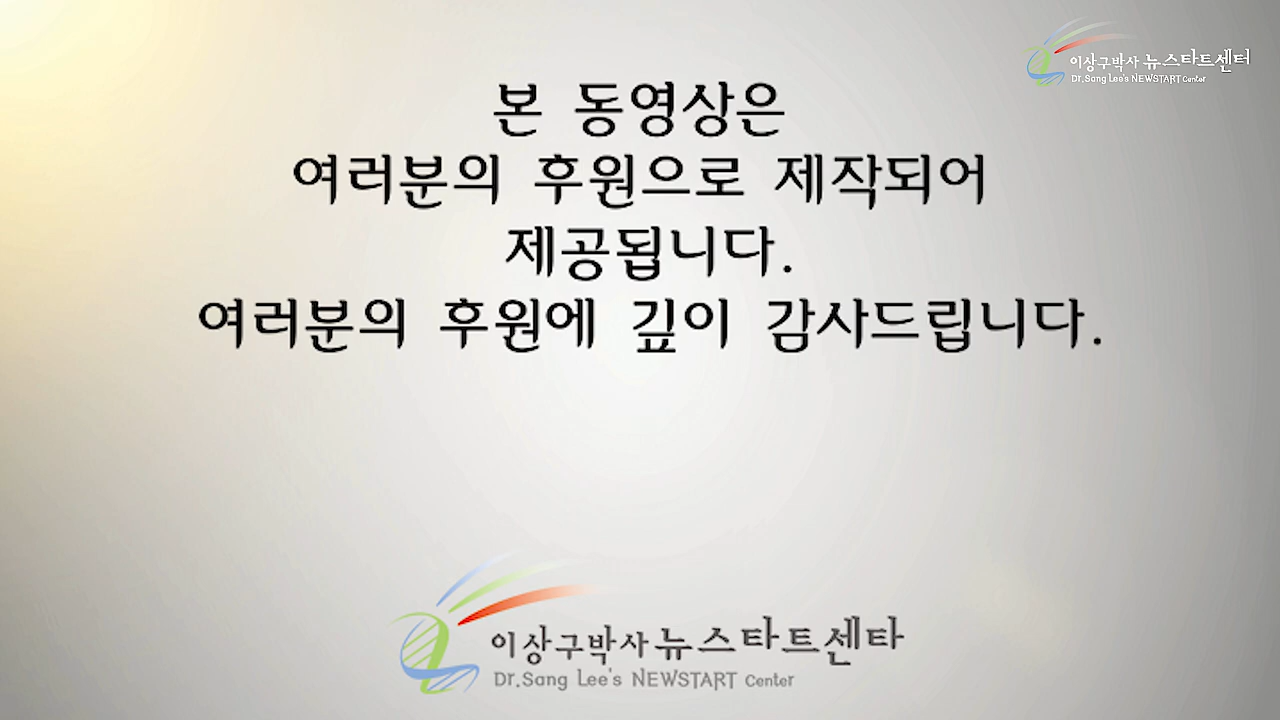 이상구박사 뉴스타트센터
Dr.Sang Lee's NEWSTART Center
본 동영상은
여러분의 후원으로 제작되어
제공됩니다.
여러분의 후원에 깊이 감사드립니다.
이상구박사 뉴스타트센타
Dr.Sang Lee's NEWSTART Center